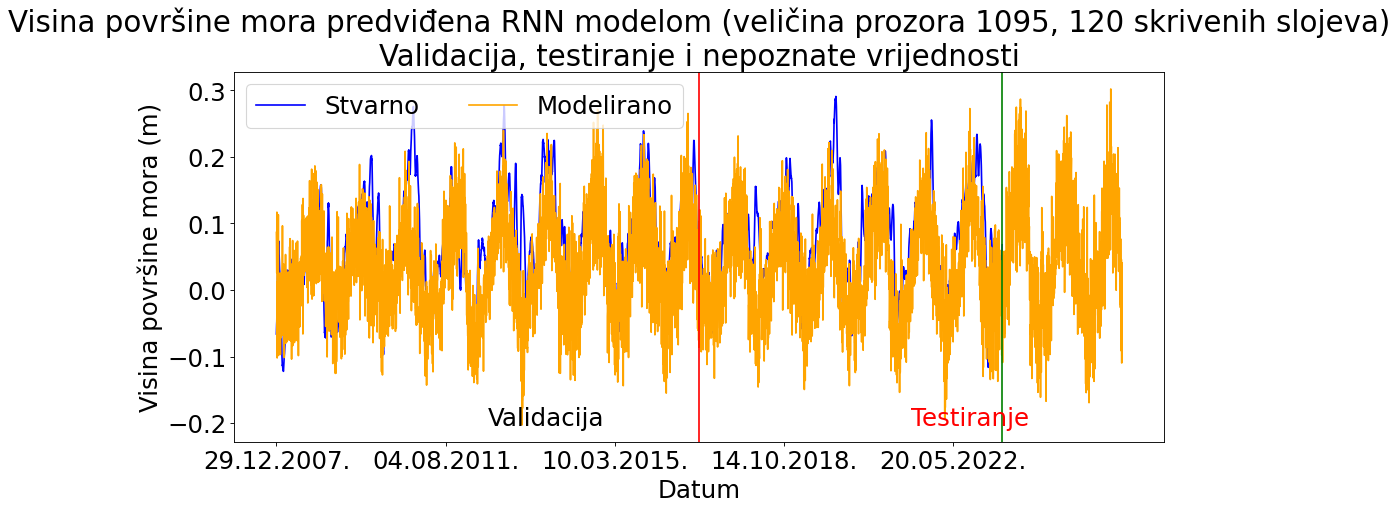 Visina površine mora predviđena RNN modelom (veličina prozora 1095, 120 skrivenih slojeva)
Validacija, testiranje i nepoznate vrijednosti
Stvarno Modelirano
Visina površine mora (m)
0.3
0.2
0.1
0.0
−0.1
−0.2
Validacija Testiranje
29.12.2007. 04.08.2011. 10.03.2015. 14.10.2018. 20.05.2022.
Datum